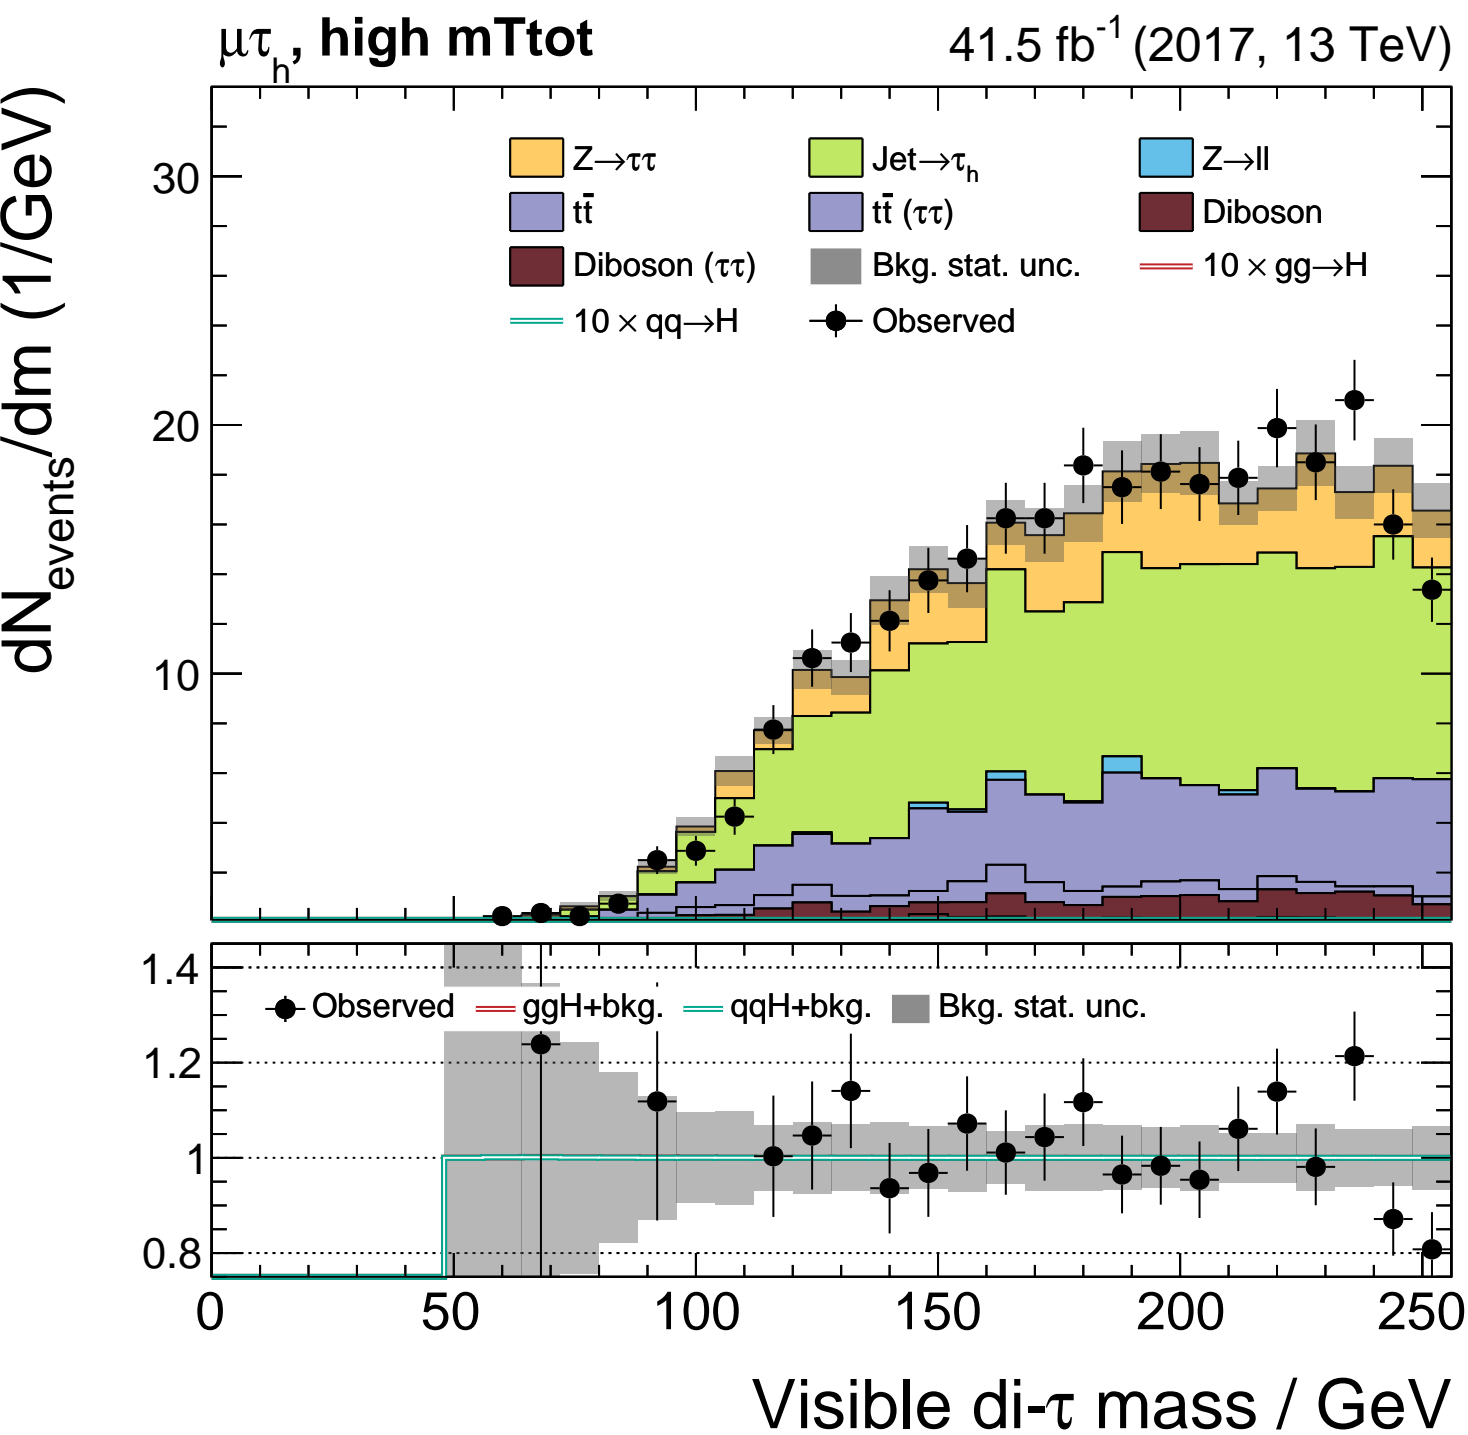 μτh, high mTtot
41.5 fb-1 (2017, 13 TeV)
dNevents/dm (1/GeV)
30
20
10
Z→ττ Jet→τh Z→ll
tt̄ tt̄ (ττ) Diboson
Diboson (ττ) Bkg. stat. unc. 10 × gg→H
10 × qq→H Observed
1.4
1.2
1
0.8
Observed ggH+bkg. qqH+bkg. Bkg. stat. unc.
0 50 100 150 200 250
Visible di-τ mass / GeV